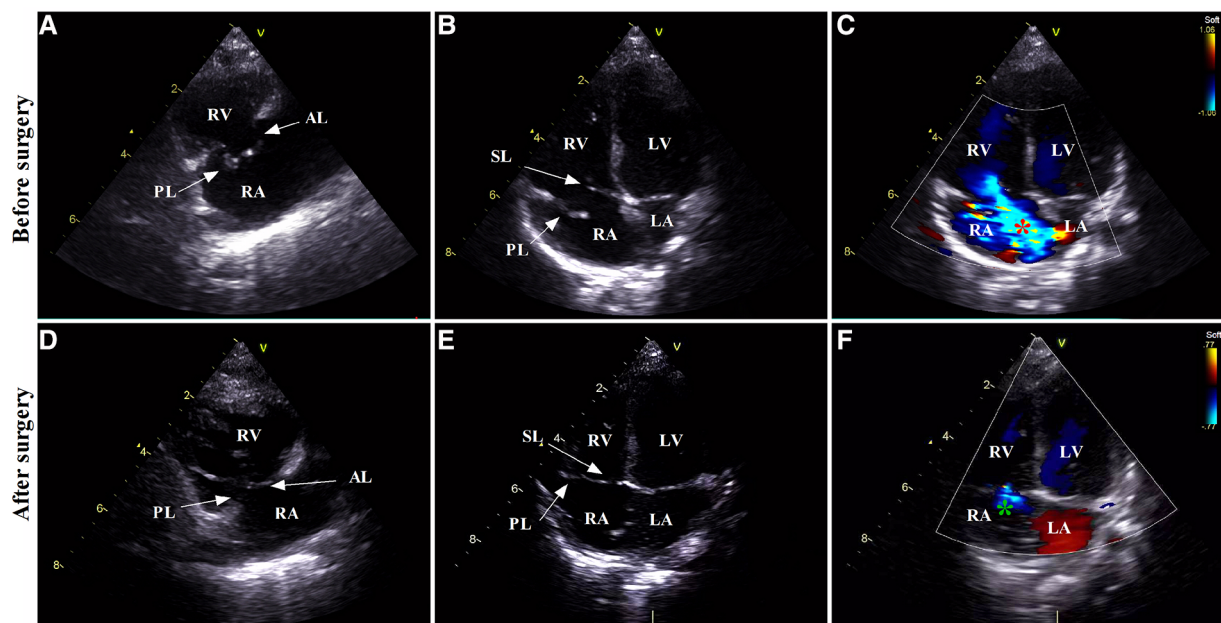 Before surgery
A
V
2
4
6
RV
AL
PL
RA
B
V
2
4
6
8
RV
LV
SL
LA
RA
PL
C
V
Soft
1.06
-1.00
2
4
6
8
RV
LV
RA
*
LA
After surgery
D
V
2
4
6
8
RV
AL
PL
RA
E
V
2
4
6
8
SL
RV
LV
PL
RA
LA
F
V
Soft
.77
-.77
2
4
6
8
RV
LV
RA
*
LA